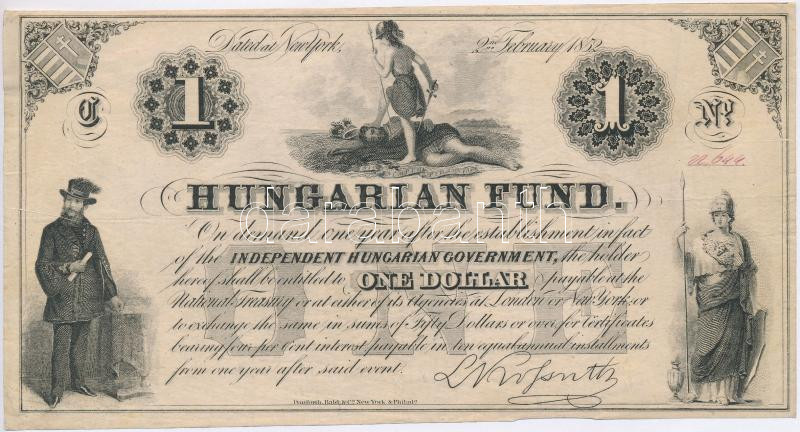 Dated at New York, 2nd February 1852
1 1
C NY
HUNGARIAN FUND.
On demand, one year after the establishment, in fact
of the INDEPENDENT HUNGARIAN GOVERNMENT, the holder
hereof shall be entitled to ONE DOLLAR payable at the
National Treasury or at either of its Agencies at London or New York, or
to exchange the same in sums of Fifty Dollars or over, for Certificates
bearing four per Cent interest, payable in ten equal annual installments
from one year after said event.
L Kossuth
Danforth, Bald, & Co. New York & Philada.
darabanth